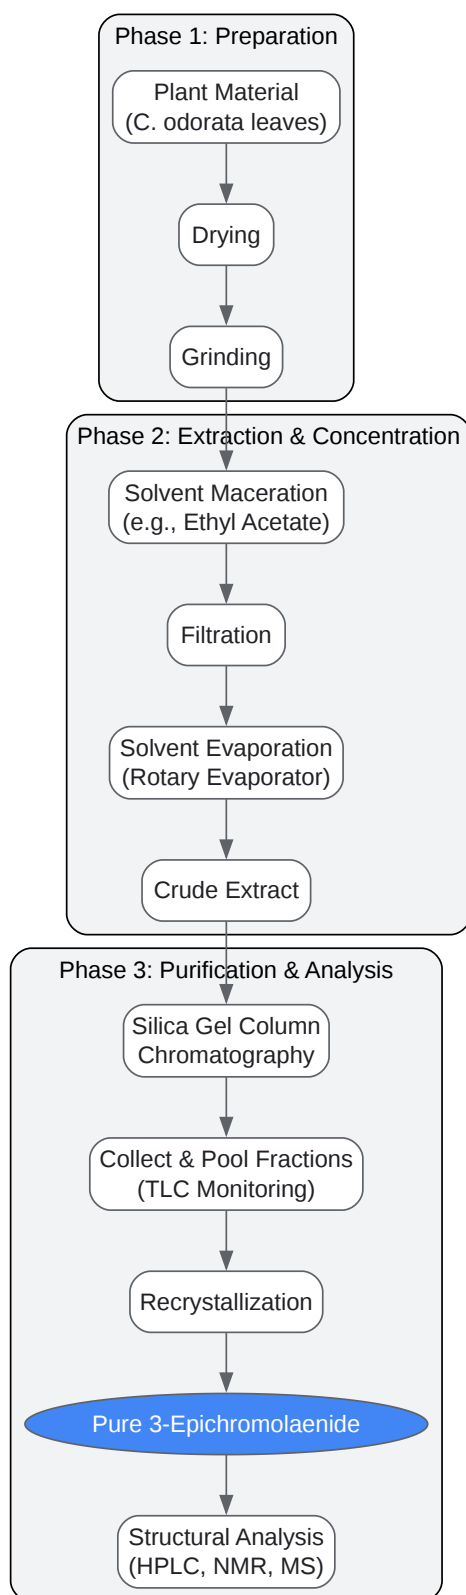 Phase 1: Preparation
Plant Material
(C. odorata leaves)
Drying
Grinding
Phase 2: Extraction & Concentration
Solvent Maceration
(e.g., Ethyl Acetate)
Filtration
Solvent Evaporation
(Rotary Evaporator)
Crude Extract
Phase 3: Purification & Analysis
Silica Gel Column
Chromatography
Collect & Pool Fractions
(TLC Monitoring)
Recrystallization
Pure 3-Epichromolaenide
Structural Analysis
(HPLC, NMR, MS)